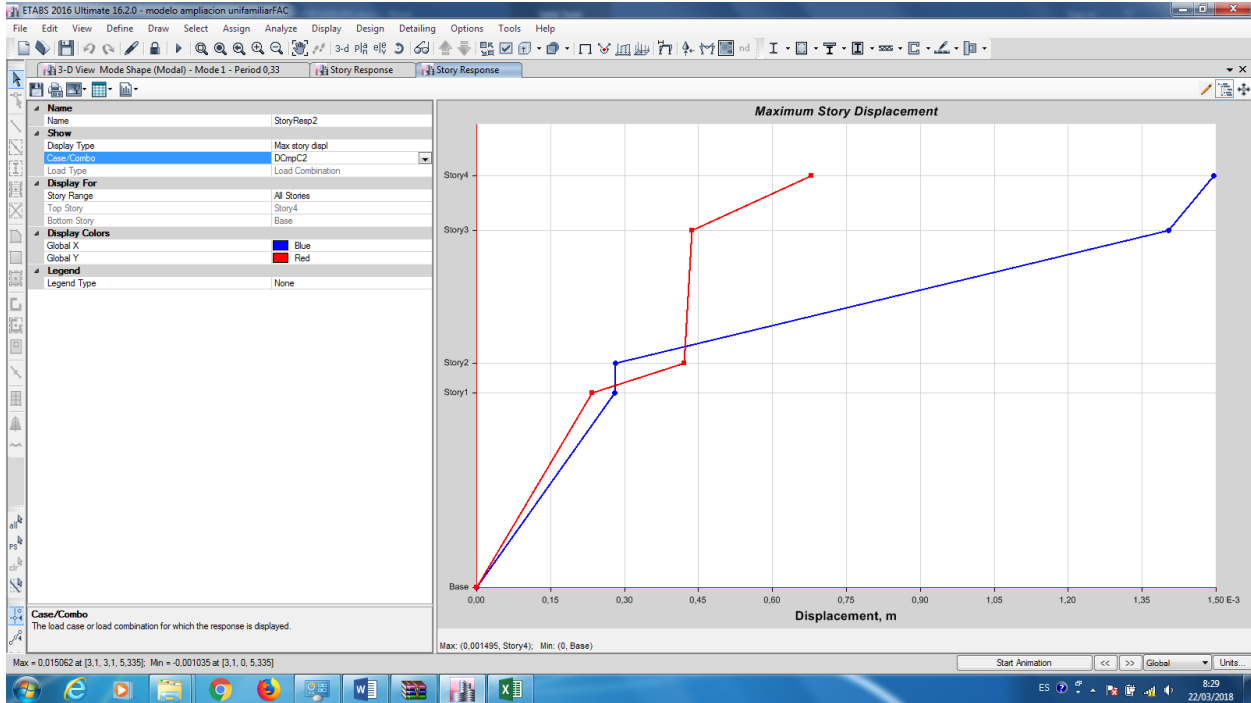 ETABS 2016 Ultimate 16.2.0 - modelo ampliacion unifamiliarFAC
File Edit View Define Draw Select Assign Analyze Display Design Detailing Options Tools Help
3-d
nd
3-D View Mode Shape (Modal) - Mode 1 - Period 0,33
Story Response
Story Response
Name
Name StoryResp2
Show
Display Type Max story displ
Case/Combo DCmpC2
Load Type Load Combination
Display For
Story Range All Stories
Top Story Story4
Bottom Story Base
Display Colors
Global X Blue
Global Y Red
Legend
Legend Type None
Maximum Story Displacement
Story4
Story3
Story2
Story1
Base
0,00 0,15 0,30 0,45 0,60 0,75 0,90 1,05 1,20 1,35 1,50 E-3
Displacement, m
all
PS
clr
Case/Combo
The load case or load combination for which the response is displayed.
Max: (0,001495, Story4); Min: (0, Base)
Max = 0,015062 at [3.1, 3,1, 5,335]; Min = -0,001035 at [3.1, 0, 5,335]
Start Animation << >> Global Units...
ES
8:29
22/03/2018